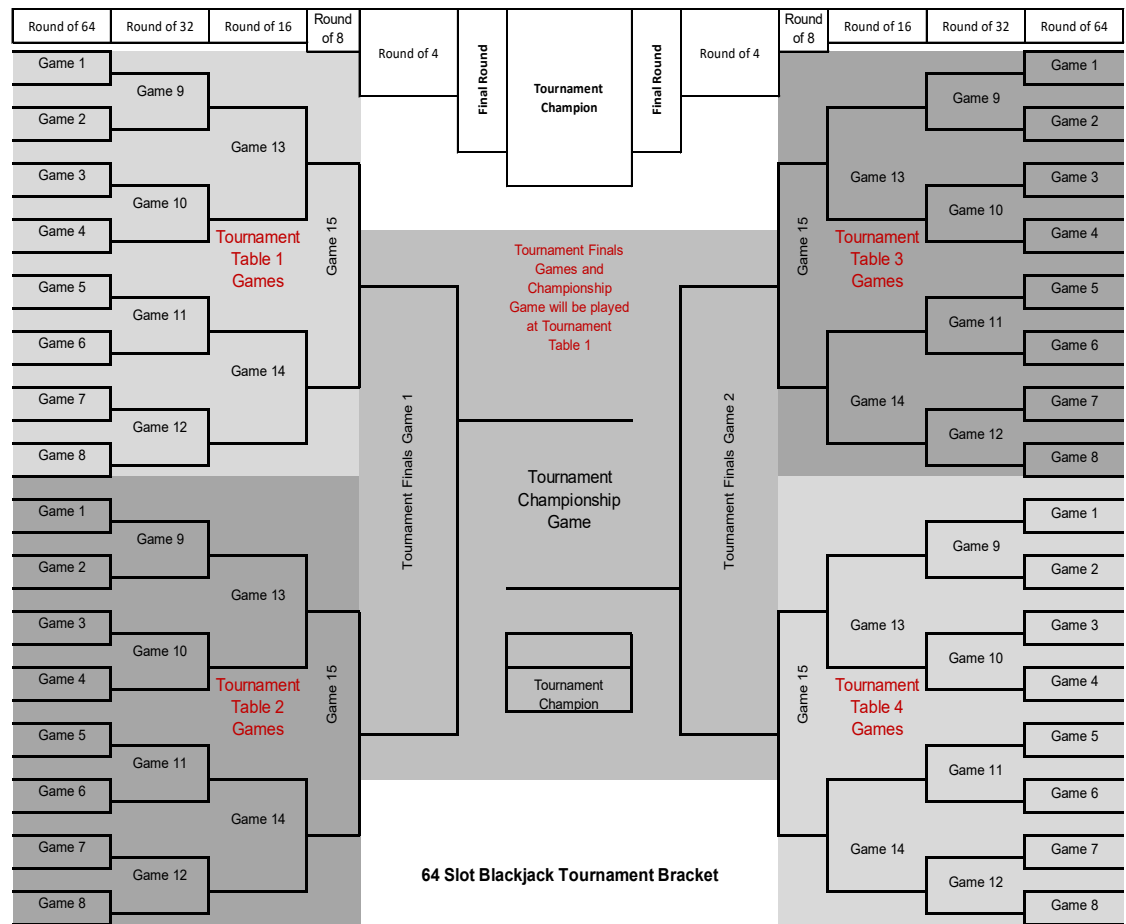 Round of 64
Round of 32
Round of 16
Round
of 8
Round of 4
Final Round
Tournament
Champion
Final Round
Round of 4
Round
of 8
Round of 16
Round of 32
Round of 64
Game 1
Game 2
Game 3
Game 4
Game 5
Game 6
Game 7
Game 8
Game 9
Game 10
Game 11
Game 12
Game 13
Game 14
Game 15
Tournament
Table 1
Games
Game 1
Game 2
Game 3
Game 4
Game 5
Game 6
Game 7
Game 8
Game 9
Game 10
Game 11
Game 12
Game 13
Game 14
Game 15
Tournament
Table 2
Games
Tournament Finals Game 1
Tournament Finals
Games and
Championship
Game will be played
at Tournament
Table 1
Tournament
Championship
Game
Tournament
Champion
Tournament Finals Game 2
Game 15
Game 13
Game 14
Tournament
Table 3
Games
Game 9
Game 10
Game 11
Game 12
Game 1
Game 2
Game 3
Game 4
Game 5
Game 6
Game 7
Game 8
Game 15
Game 13
Game 14
Tournament
Table 4
Games
Game 9
Game 10
Game 11
Game 12
Game 1
Game 2
Game 3
Game 4
Game 5
Game 6
Game 7
Game 8
64 Slot Blackjack Tournament Bracket